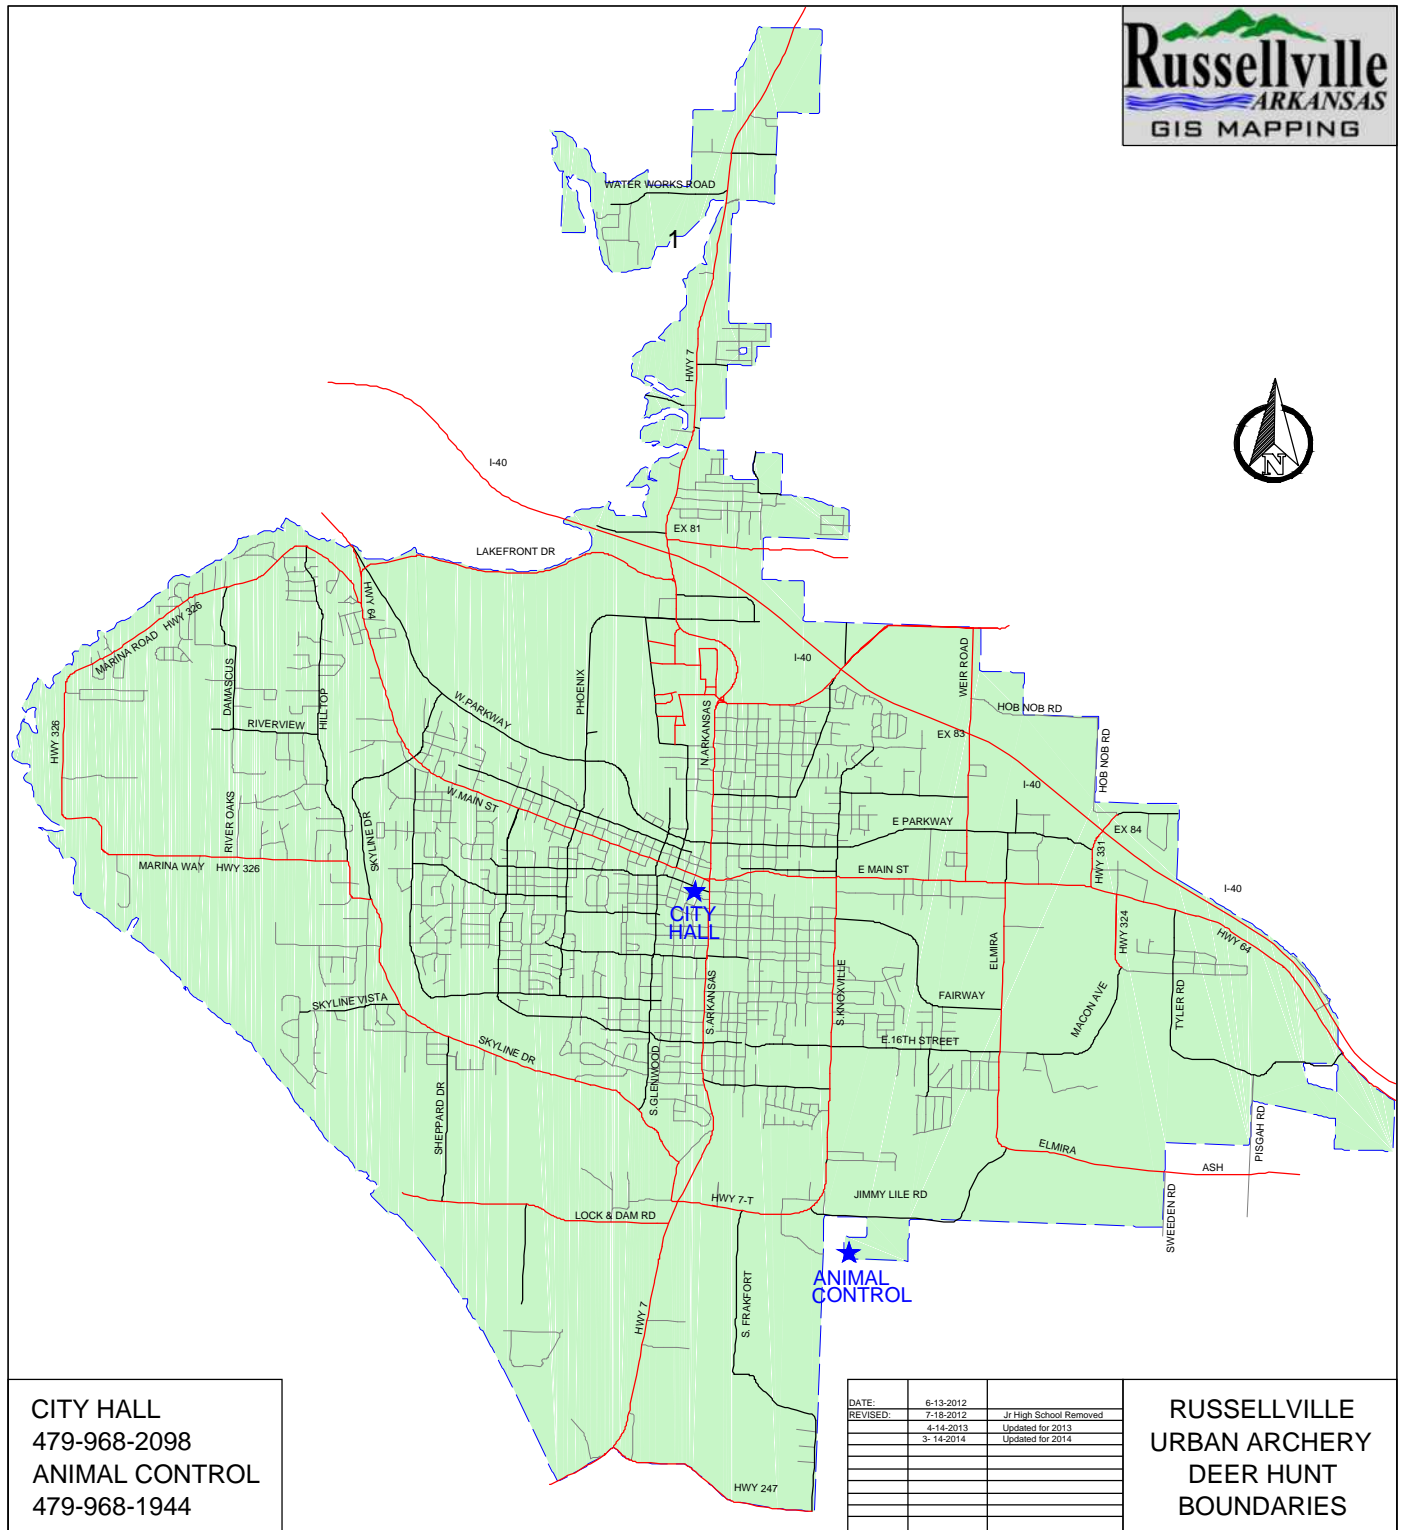 Russellville
ARKANSAS
GIS MAPPING
WATER WORKS ROAD
1
HWY 7
I-40
N
EX 81
LAKEFRONT DR
HWY 64
MARINA ROAD HWY 326
DAMASCUS
HILLTOP
RIVERVIEW
PHOENIX
W.PARKWAY
N.ARKANSAS
I-40
WEIR ROAD
HOB NOB RD
EX 83
HOB NOB RD
HWY 326
I-40
W.MAIN ST
RIVER OAKS
SKYLINE DR
E PARKWAY
EX 84
HWY 331
MARINA WAY HWY 326
E MAIN ST
I-40
CITY
HALL
HWY 324
HWY 64
ELMIRA
S.ARKANSAS
S.KNOXVILLE
FAIRWAY
MACON AVE
TYLER RD
SKYLINE VISTA
SKYLINE DR
E.16TH STREET
S.GLENWOOD
SHEPPARD DR
PISGAH RD
ELMIRA
ASH
HWY 7-T
JIMMY LILE RD
LOCK & DAM RD
SWEEDEN RD
ANIMAL
CONTROL
S. FRAKFORT
HWY 7
HWY 247
CITY HALL
479-968-2098
ANIMAL CONTROL
479-968-1944
DATE: 6-13-2012
REVISED: 7-18-2012 Jr High School Removed
4-14-2013 Updated for 2013
3- 14-2014 Updated for 2014
RUSSELLVILLE
URBAN ARCHERY
DEER HUNT
BOUNDARIES